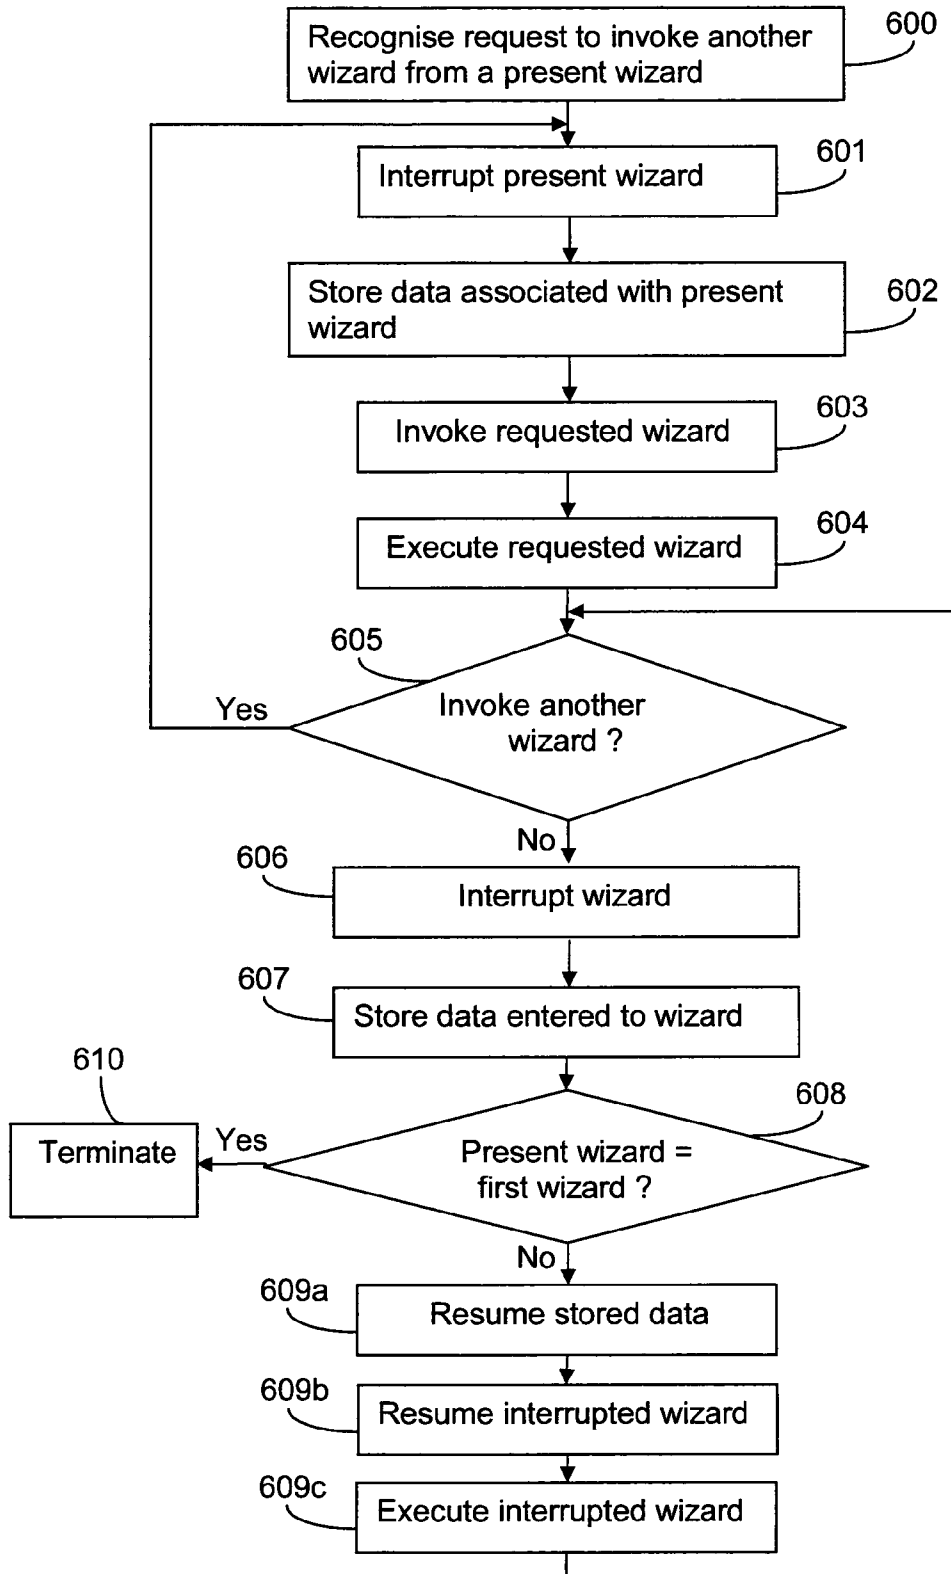 Recognise request to invoke another
wizard from a present wizard
600
Interrupt present wizard
601
Store data associated with present
wizard
602
Invoke requested wizard
603
Execute requested wizard
604
605
Invoke another
wizard ?
Yes
No
606
Interrupt wizard
607
Store data entered to wizard
608
Present wizard =
first wizard ?
Yes
610
Terminate
No
609a
Resume stored data
609b
Resume interrupted wizard
609c
Execute interrupted wizard